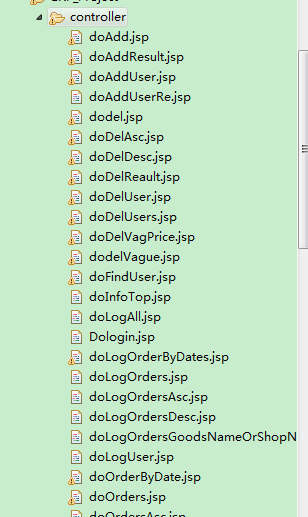 controller
doAdd.jsp
doAddResult.jsp
doAddUser.jsp
doAddUserRe.jsp
dodel.jsp
doDelAsc.jsp
doDelDesc.jsp
doDelReault.jsp
doDelUser.jsp
doDelUsers.jsp
doDelVagPrice.jsp
dodelVague.jsp
doFindUser.jsp
doInfoTop.jsp
doLogAll.jsp
Dologin.jsp
doLogOrderByDates.jsp
doLogOrders.jsp
doLogOrdersAsc.jsp
doLogOrdersDesc.jsp
doLogOrdersGoodsNameOrShopN
doLogUser.jsp
doOrderByDate.jsp
doOrders.jsp
doOrdersAsc.jsp